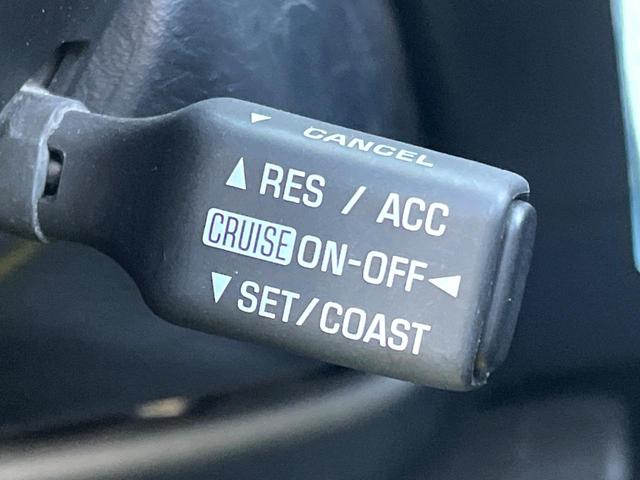 CANCEL
RES / ACC
CRUISE ON-OFF
SET/COAST